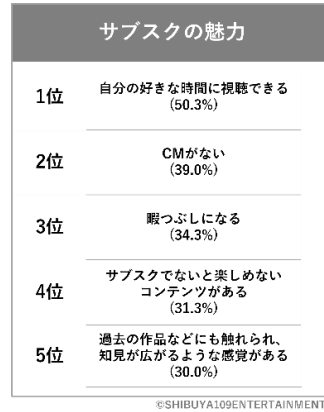 サブスクの魅力
1位
自分の好きな時間に視聴できる
(50.3%)
2位
CMがない
(39.0%)
3位
暇つぶしになる
(34.3%)
4位
サブスクでないと楽しめない
コンテンツがある
(31.3%)
5位
過去の作品などにも触れられ、
知見が広がるような感覚がある
(30.0%)
©SHIBUYA109ENTERTAINMENT